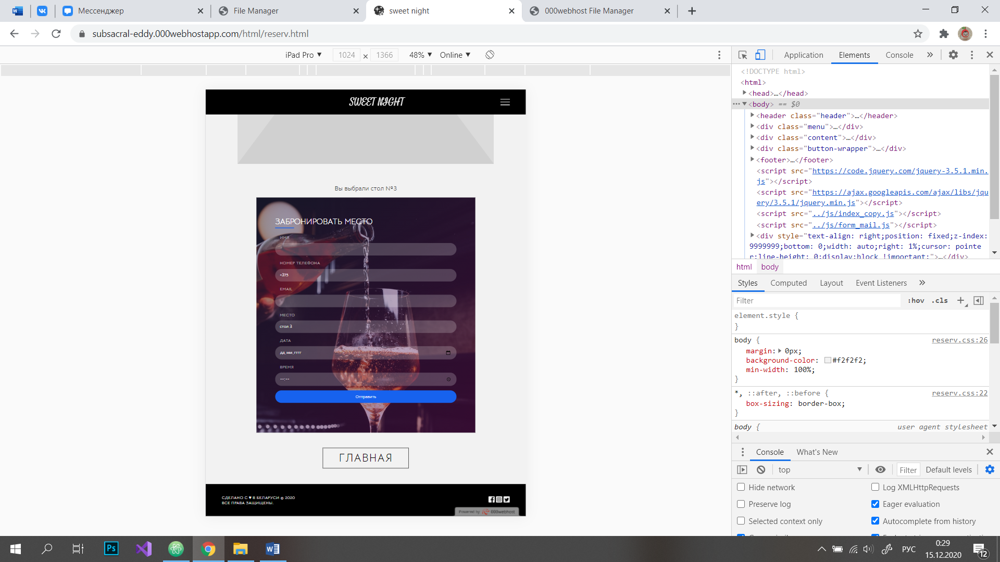 Мессенджер
File Manager
sweet night
000webhost File Manager
subsacral-eddy.000webhostapp.com/html/reserv.html
iPad Pro ▼ 1024 × 1366 48% ▼ Online ▼
Application Elements Console »
<!DOCTYPE html>
<html>
<head>…</head>
<body> == $0
<header class="header">…</header>
<div class="menu">…</div>
<div class="content">…</div>
<div class="button-wrapper">…</div>
<footer>…</footer>
<script src="https://code.jquery.com/jquery-3.5.1.min.
js"></script>
<script src="https://ajax.googleapis.com/ajax/libs/jqu
ery/3.5.1/jquery.min.js"></script>
<script src="../js/index_copy.js"></script>
<script src="../js/form_mail.js"></script>
<div style="text-align: right;position: fixed;z-index:
9999999;bottom: 0;width: auto;right: 1%;cursor: pointe
r;line-height: 0;display:block !important;">…</div>
html body
Styles Computed Layout Event Listeners »
Filter :hov .cls +
element.style {
}
body { reserv.css:26
margin: 0px;
background-color: #f2f2f2;
min-width: 100%;
}
*, ::after, ::before { reserv.css:22
box-sizing: border-box;
}
body { user agent stylesheet
Console What's New
top ▼ Filter Default levels
Hide network Log XMLHttpRequests
Preserve log Eager evaluation
Selected context only Autocomplete from history
SWEET NIGHT
Вы выбрали стол №3
ЗАБРОНИРОВАТЬ МЕСТО
ИМЯ
НОМЕР ТЕЛЕФОНА
+375
EMAIL
МЕСТО
стол 3
ДАТА
ДД.ММ.ГГГГ
ВРЕМЯ
--:--
Отправить
ГЛАВНАЯ
СДЕЛАНО С ♥ В БЕЛАРУСИ © 2020
ВСЕ ПРАВА ЗАЩИЩЕНЫ.
Powered by 000webhost
Ps
РУС
0:29
15.12.2020
12